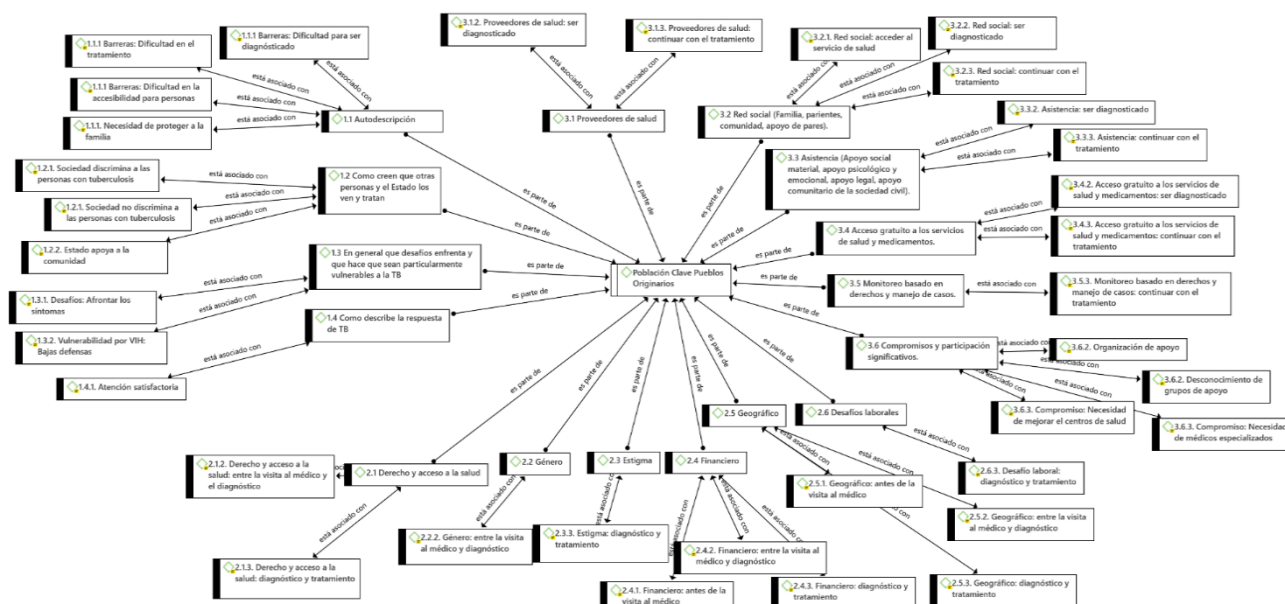 3.1.2. Proveedores de salud: ser
diagnosticado
3.1.3. Proveedores de salud:
continuar con el tratamiento
3.2.2. Red social: ser
diagnosticado
3.2.1. Red social: acceder al
servicio de salud
1.1.1 Barreras: Dificultad en el
tratamiento
1.1.1 Barreras: Dificultad para ser
diagnósticado
3.2.3. Red social: continuar con el
tratamiento
1.1.1 Barreras: Dificultad en la
accesibilidad para personas
1.1.1. Necesidad de proteger a la
familia
1.1 Autodescripción
3.1 Proveedores de salud
3.2 Red social (Familia, parientes,
comunidad, apoyo de pares).
3.3.2. Asistencia: ser diagnosticado
3.3.3. Asistencia: continuar con el
tratamiento
3.3 Asistencia (Apoyo social
material, apoyo psicológico y
emocional, apoyo legal, apoyo
comunitario de la sociedad civil).
1.2.1. Sociedad discrimina a las
personas con tuberculosis
1.2 Como creen que otras
personas y el Estado los
ven y tratan
1.2.1. Sociedad no discrimina a
las personas con tuberculosis
1.2.2. Estado apoya a la
comunidad
3.4.2. Acceso gratuito a los servicios de
salud y medicamentos: ser diagnosticado
3.4 Acceso gratuito a los servicios
de salud y medicamentos.
3.4.3. Acceso gratuito a los servicios
de salud y medicamentos: continuar con el
tratamiento
1.3 En general que desafíos enfrenta y
que hace que sean particularmente
vulnerables a la TB
Población Clave Pueblos
Originarios
3.5 Monitoreo basado en
derechos y manejo de casos.
3.5.3. Monitoreo basado en derechos
y manejo de casos: continuar con el
tratamiento
1.3.1. Desafíos: Afrontar los
síntomas
1.3.2. Vulnerabilidad por VIH:
Bajas defensas
1.4 Como describe la respuesta
de TB
1.4.1. Atención satisfactoria
3.6 Compromisos y participación
significativos.
3.6.2. Organización de apoyo
3.6.2. Desconocimiento de
grupos de apoyo
3.6.3. Compromiso: Necesidad
de mejorar el centros de salud
3.6.3. Compromiso: Necesidad
de médicos especializados
2.5 Geográfico
2.6 Desafíos laborales
2.1.2. Derecho y acceso a la
salud: entre la visita al médico y
el diagnóstico
2.1 Derecho y acceso a la salud
2.2 Género
2.3 Estigma
2.4 Financiero
2.6.3. Desafío laboral:
diagnóstico y tratamiento
2.5.1. Geográfico: antes de la
visita al médico
2.5.2. Geográfico: entre la visita
al médico y diagnóstico
2.2.2. Género: entre la visita
al médico y diagnóstico
2.3.3. Estigma: diagnóstico y
tratamiento
2.4.2. Financiero: entre la visita al
médico y diagnóstico
2.1.3. Derecho y acceso a la
salud: diagnóstico y tratamiento
2.4.1. Financiero: antes de la
visita al médico
2.4.3. Financiero: diagnóstico y
tratamiento
2.5.3. Geográfico: diagnóstico y
tratamiento
está asociado con
es parte de